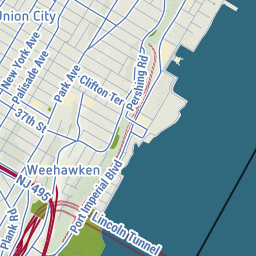 Union City
New York Ave
Palisade Ave
Park Ave
Clifton Ter
Pershing Rd
37th St
Weehawken
NJ 495
Port Imperial Blvd
Plank Rd
Lincoln Tunnel